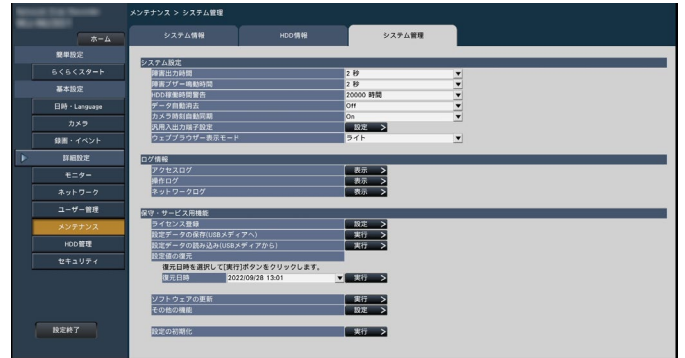 メンテナンス > システム管理
ホーム
システム情報
HDD情報
システム管理
簡単設定
らくらくスタート
基本設定
日時・Language
カメラ
録画・イベント
詳細設定
モニター
ネットワーク
ユーザー管理
メンテナンス
HDD管理
セキュリティ
設定終了
システム設定
障害出力時間 2 秒
障害ブザー鳴動時間 2 秒
HDD稼働時間警告 20000 時間
データ自動消去 Off
カメラ時刻自動同期 On
汎用入出力端子設定 設定 >
ウェブブラウザー表示モード ライト
ログ情報
アクセスログ 表示 >
操作ログ 表示 >
ネットワークログ 表示 >
保守・サービス用機能
ライセンス登録 設定 >
設定データの保存(USBメディアへ) 実行 >
設定データの読み込み(USBメディアから) 実行 >
設定値の復元
復元日時を選択して[実行]ボタンをクリックします。
復元日時 2022/09/28 13:01 実行 >
ソフトウェアの更新 実行 >
その他の機能 設定 >
設定の初期化 実行 >